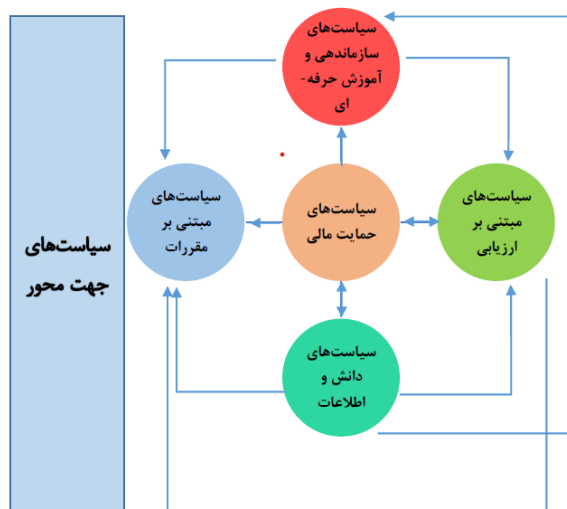 سیاست‌های
سازماندهی و
آموزش حرفه-
ای
سیاست‌های
مبتنی بر
ارزیابی
سیاست‌های
حمایت مالی
سیاست‌های
مبتنی بر
مقررات
سیاست‌های
جهت محور
سیاست‌های
دانش و
اطلاعات